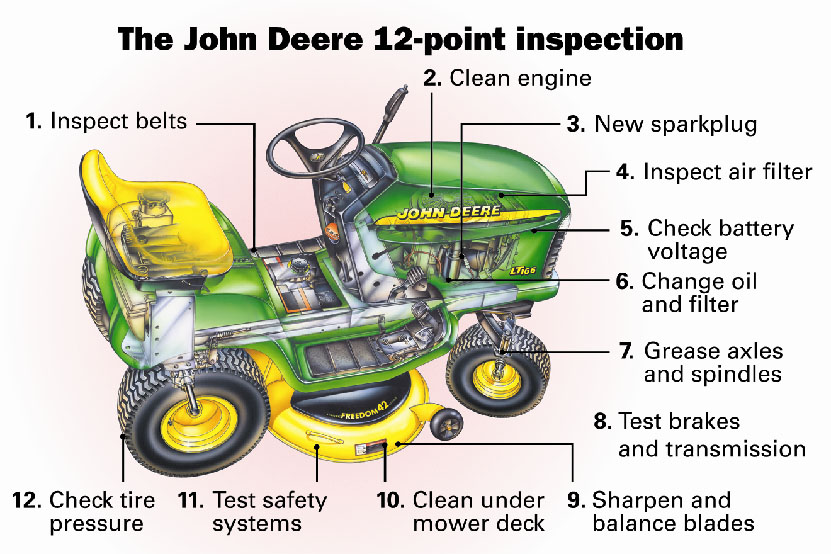 The John Deere 12-point inspection
2. Clean engine
1. Inspect belts
3. New sparkplug
4. Inspect air filter
5. Check battery
voltage
6. Change oil
and filter
7. Grease axles
and spindles
8. Test brakes
and transmission
12. Check tire
pressure
11. Test safety
systems
10. Clean under
mower deck
9. Sharpen and
balance blades
JOHN DEERE
LT166
FREEDOM42